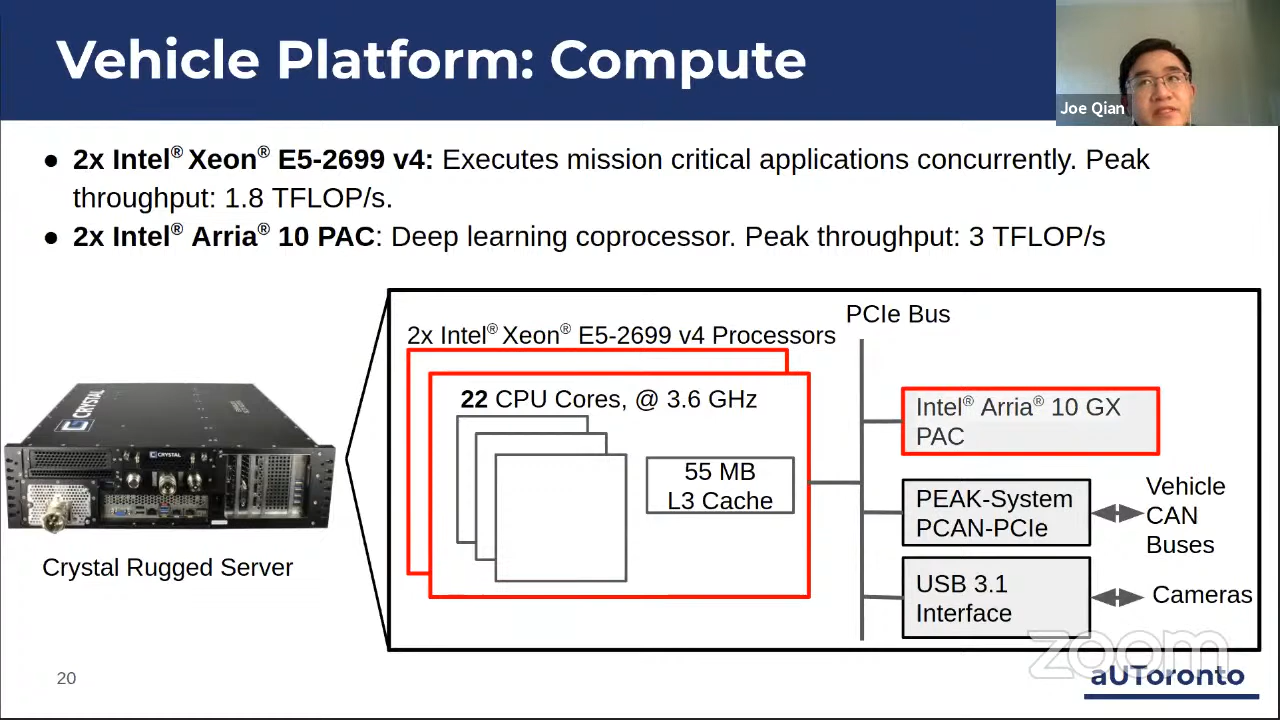 Vehicle Platform: Compute
Joe Qian
● 2x Intel® Xeon® E5-2699 v4: Executes mission critical applications concurrently. Peak
throughput: 1.8 TFLOP/s.
● 2x Intel® Arria® 10 PAC: Deep learning coprocessor. Peak throughput: 3 TFLOP/s
PCIe Bus
2x Intel® Xeon® E5-2699 v4 Processors
22 CPU Cores, @ 3.6 GHz
55 MB
L3 Cache
Intel® Arria® 10 GX
PAC
PEAK-System
PCAN-PCIe
Vehicle
CAN
Buses
USB 3.1
Interface
Cameras
CRYSTAL
CRYSTAL
Crystal Rugged Server
zoom
20
aUToronto